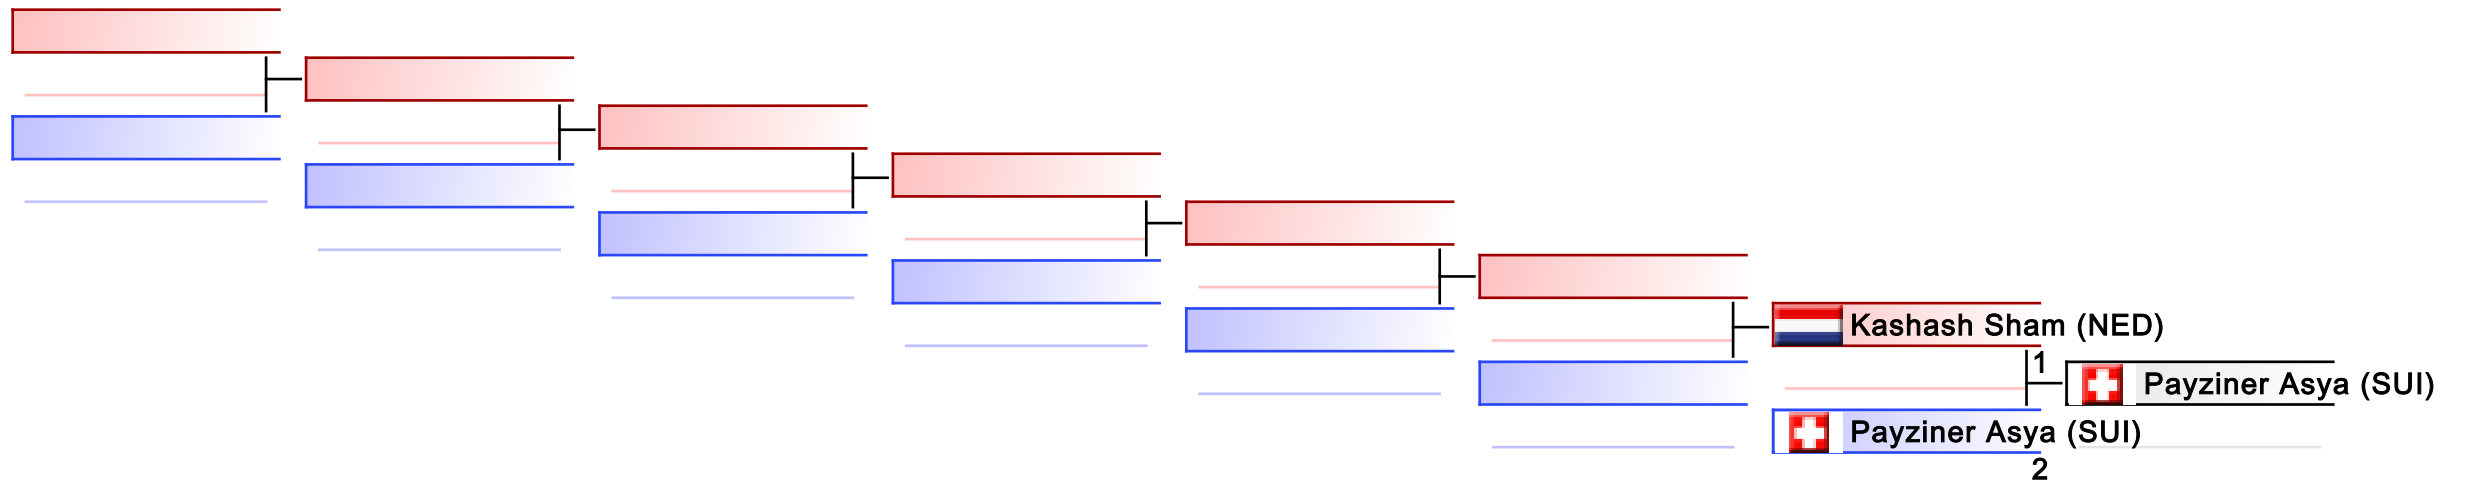 Kashash Sham (NED)
1
Payziner Asya (SUI)
Payziner Asya (SUI)
2